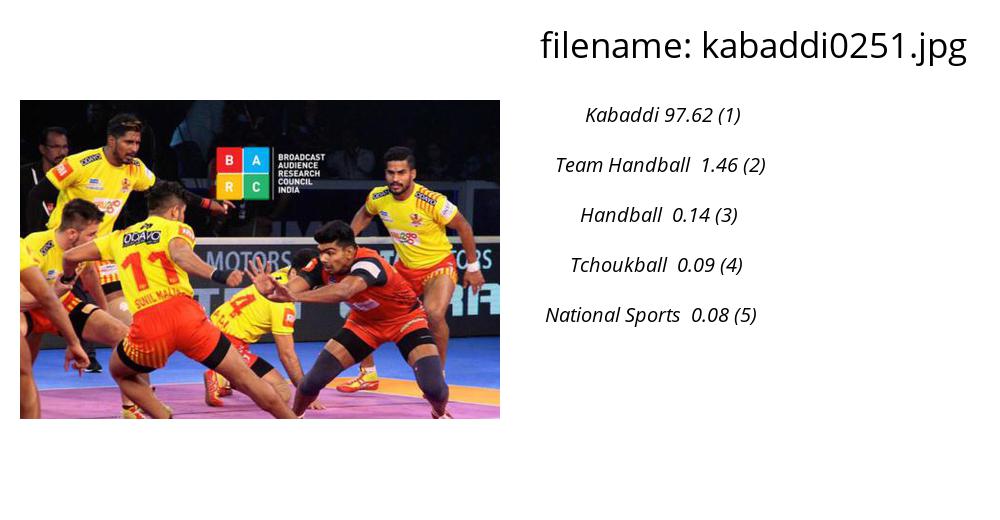 filename: kabaddi0251.jpg
Kabaddi 97.62 (1)
Team Handball 1.46 (2)
Handball 0.14 (3)
Tchoukball 0.09 (4)
National Sports 0.08 (5)
B A
R C
BROADCAST
AUDIENCE
RESEARCH
COUNCIL
INDIA
ODAVO
11
SUNIL
4
MOTORS